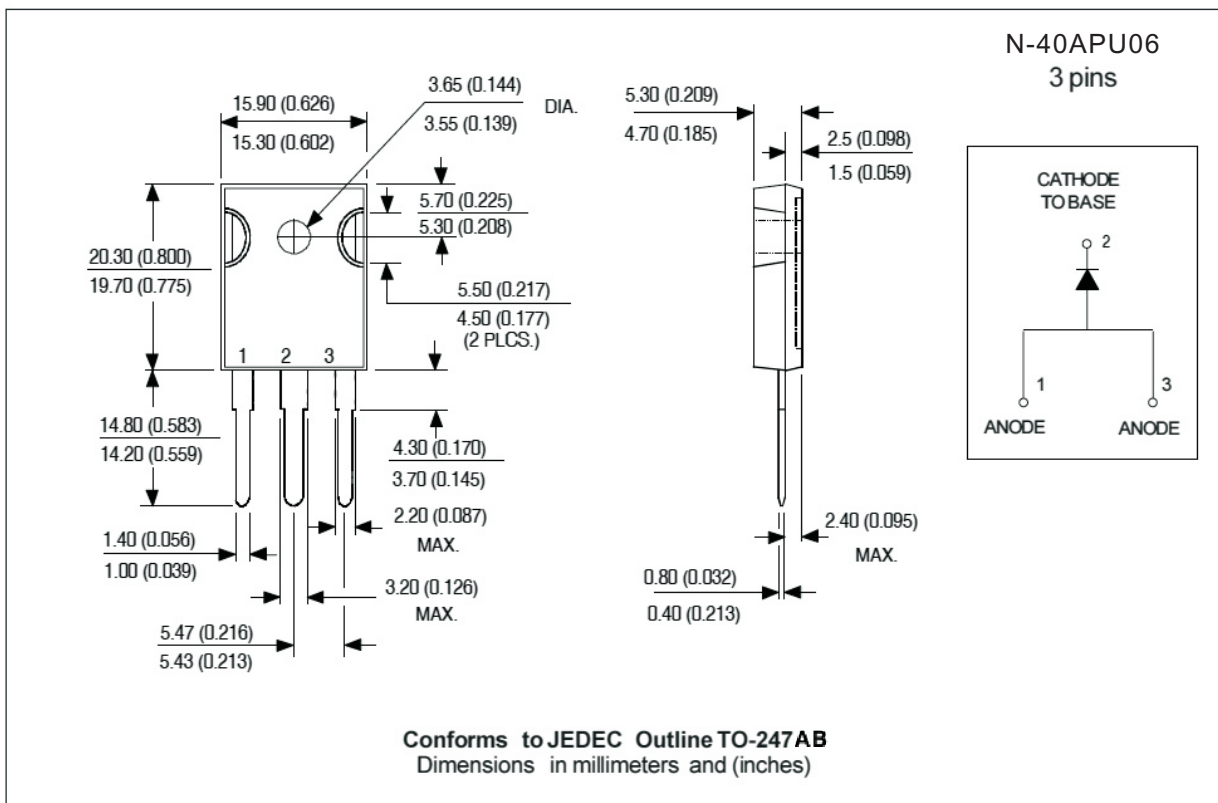 N-40APU06
3 pins
3.65 (0.144)
3.55 (0.139)
DIA.
15.90 (0.626)
15.30 (0.602)
5.30 (0.209)
4.70 (0.185)
2.5 (0.098)
1.5 (0.059)
5.70 (0.225)
5.30 (0.208)
20.30 (0.800)
19.70 (0.775)
5.50 (0.217)
4.50 (0.177)
(2 PLCS.)
1 2 3
14.80 (0.583)
14.20 (0.559)
4.30 (0.170)
3.70 (0.145)
2.20 (0.087)
MAX.
1.40 (0.056)
1.00 (0.039)
3.20 (0.126)
MAX.
5.47 (0.216)
5.43 (0.213)
2.40 (0.095)
MAX.
0.80 (0.032)
0.40 (0.213)
CATHODE
TO BASE
2
1
3
ANODE
ANODE
Conforms to JEDEC Outline TO-247AB
Dimensions in millimeters and (inches)